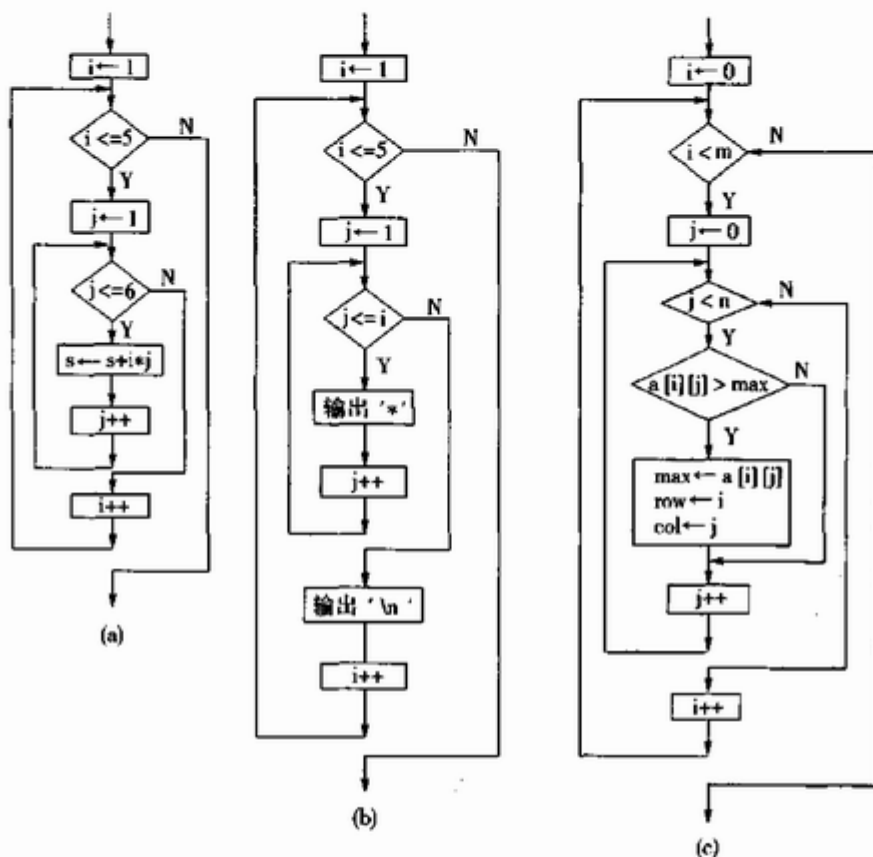 i←1
i<=5
N
Y
j←1
j<=6
N
Y
s←s+i*j
j++
i++
(a)
i←1
i<=5
N
Y
j←1
j<=i
N
Y
输出 '*'
j++
输出 '\n'
i++
(b)
i←0
i<m
N
Y
j←0
j<n
N
Y
a[i][j]>max
N
Y
max←a[i][j]
row←i
col←j
j++
i++
(c)